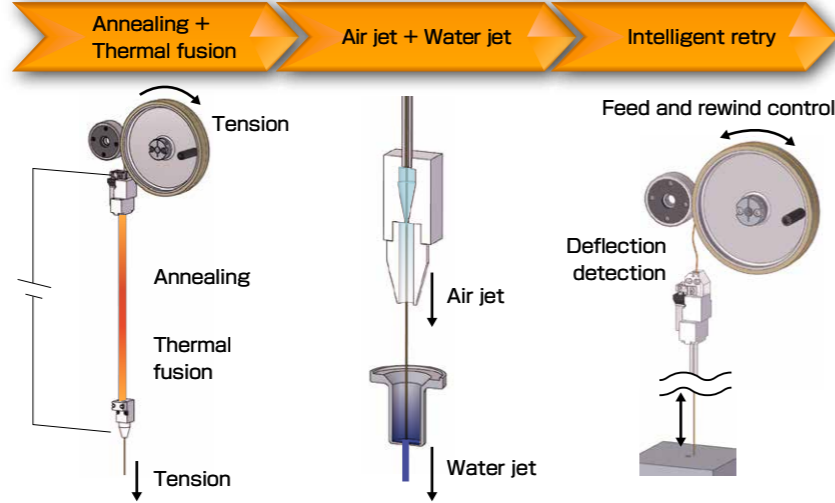 Annealing +
Thermal fusion
Air jet + Water jet
Intelligent retry
Tension
Annealing
Thermal
fusion
Tension
Air jet
Water jet
Feed and rewind control
Deflection
detection